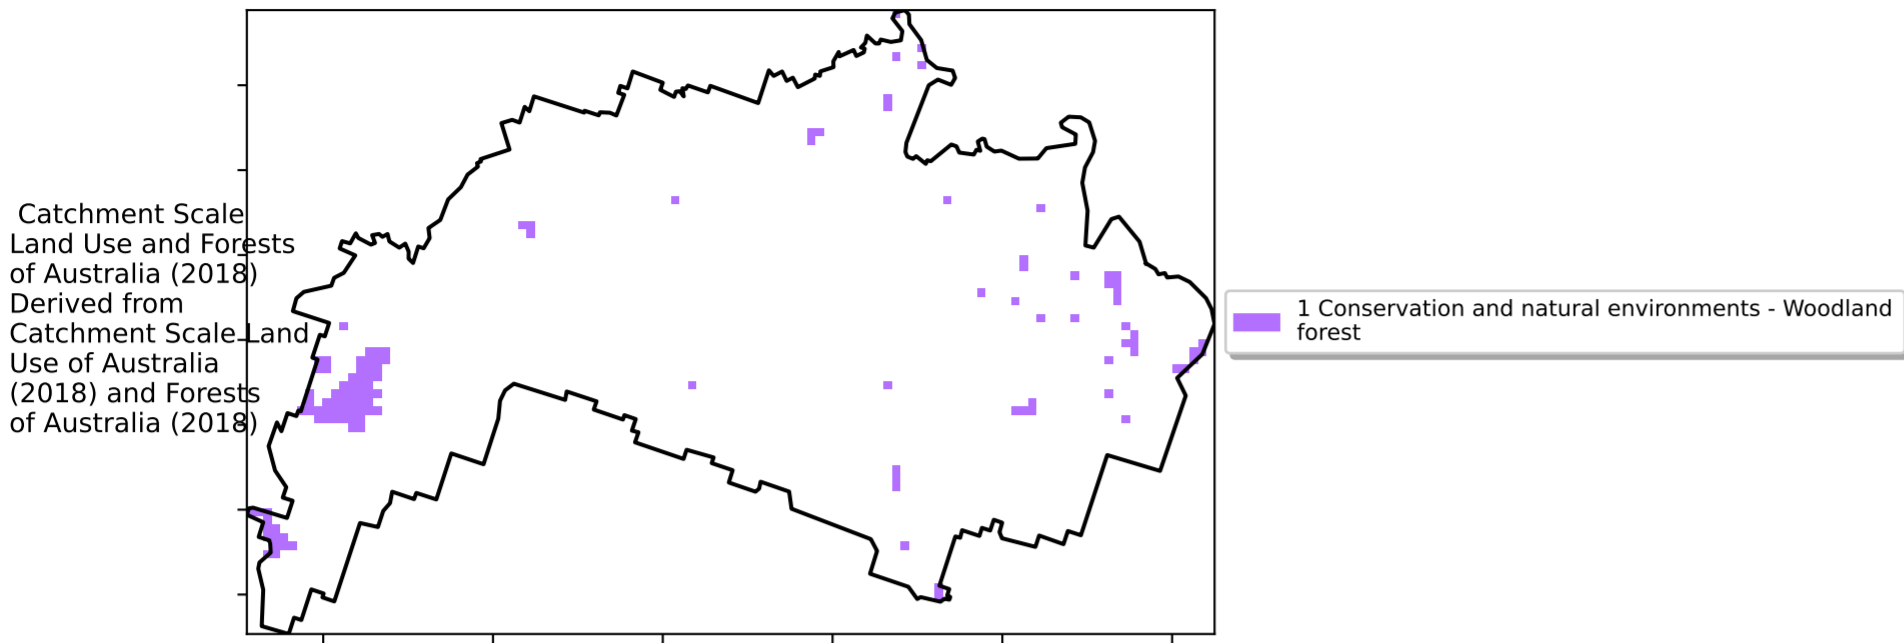 Catchment Scale
Land Use and Forests
of Australia (2018)
Derived from
Catchment Scale Land
Use of Australia
(2018) and Forests
of Australia (2018)
1 Conservation and natural environments - Woodland
forest